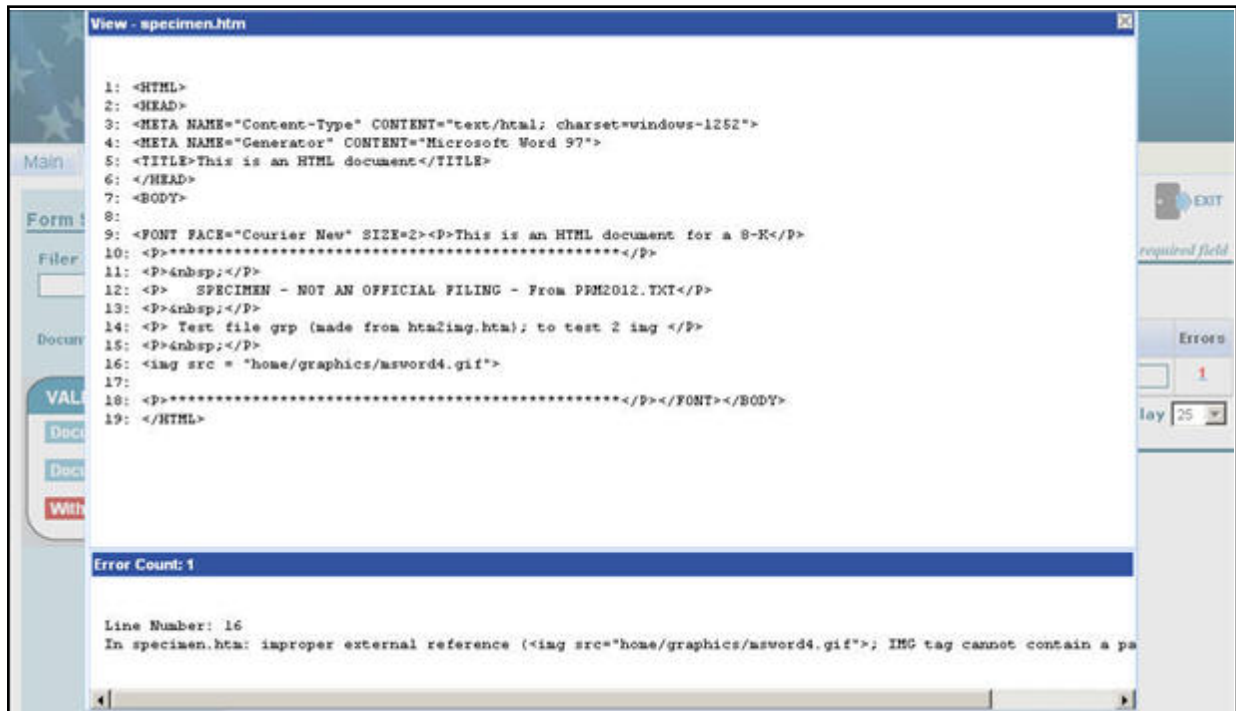 View - specimen.htm
1: <HTML>
2: <HEAD>
3: <META NAME="Content-Type" CONTENT="text/html; charset=windows-1252">
4: <META NAME="Generator" CONTENT="Microsoft Word 97">
5: <TITLE>This is an HTML document</TITLE>
6: </HEAD>
7: <BODY>
8:
9: <FONT FACE="Courier New" SIZE=2><P>This is an HTML document for a 8-K</P>
10: <P>*************************************************</P>
11: <P>&nbsp;</P>
12: <P>   SPECIMEN - NOT AN OFFICIAL FILING - From PRM2012.TXT</P>
13: <P>&nbsp;</P>
14: <P> Test file grp (made from htm2img.htm); to test 2 img </P>
15: <P>&nbsp;</P>
16: <img src = "home/graphics/msword4.gif">
17:
18: <P>*************************************************</P></FONT></BODY>
19: </HTML>
Error Count: 1
Line Number: 16
In specimen.htm: improper external reference (<img src="home/graphics/msword4.gif">; IMG tag cannot contain a pa
Main
Form S
Filer
Docum
VALI
Docu
Docu
With
EXIT
required field
Errors
1
lay 25